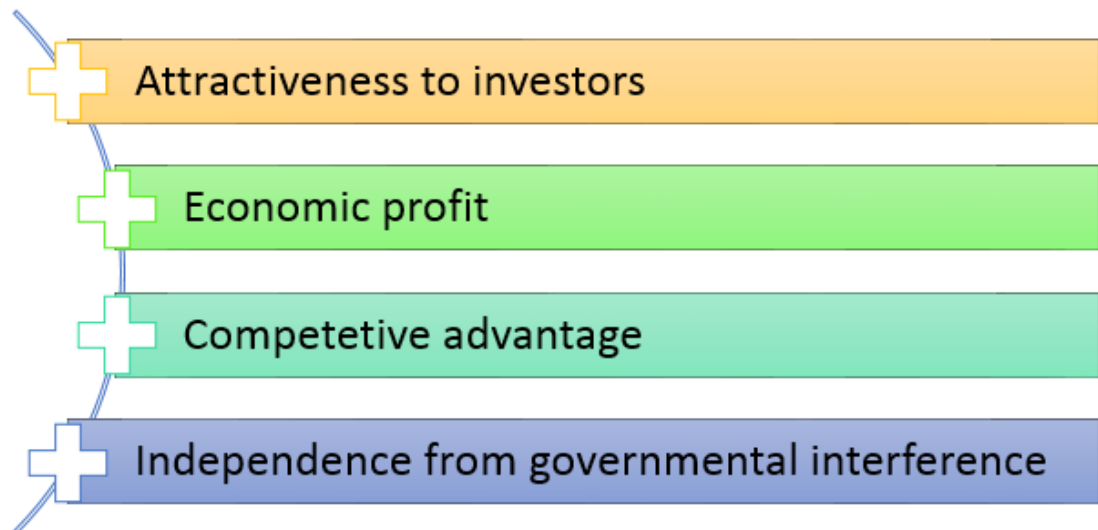 Attractiveness to investors
Economic profit
Competetive advantage
Independence from governmental interference